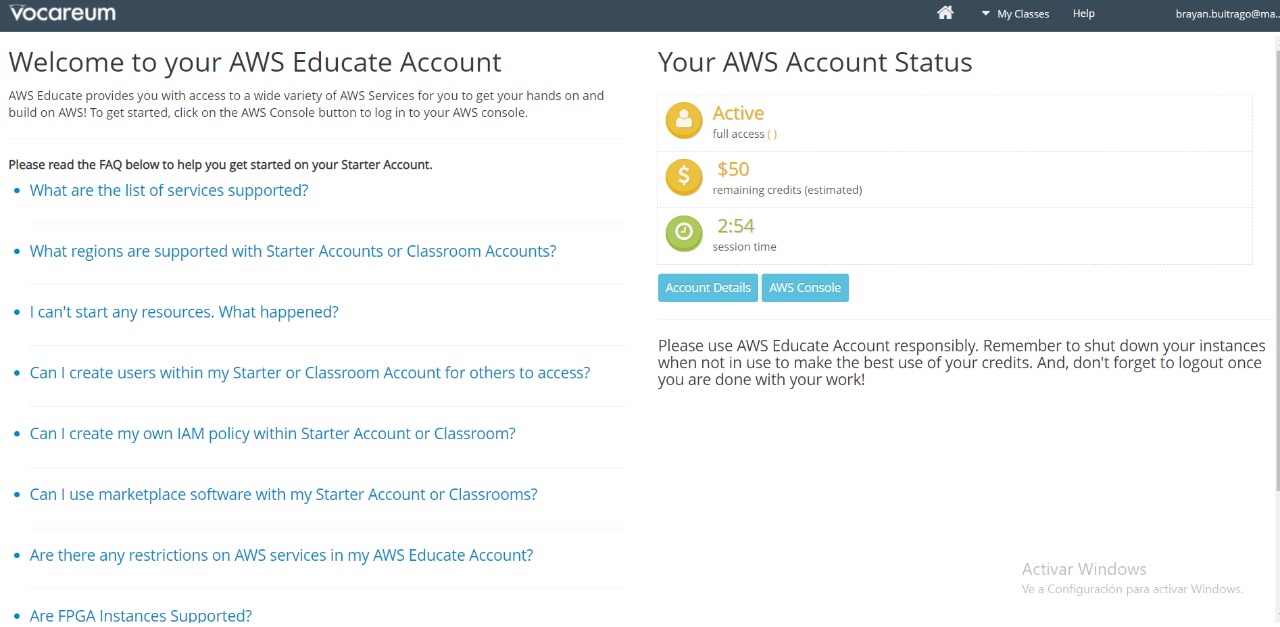 Vocareum
My Classes
Help
brayan.buitrago@ma...
Welcome to your AWS Educate Account
AWS Educate provides you with access to a wide variety of AWS Services for you to get your hands on and
build on AWS! To get started, click on the AWS Console button to log in to your AWS console.
Please read the FAQ below to help you get started on your Starter Account.
• What are the list of services supported?
• What regions are supported with Starter Accounts or Classroom Accounts?
• I can't start any resources. What happened?
• Can I create users within my Starter or Classroom Account for others to access?
• Can I create my own IAM policy within Starter Account or Classroom?
• Can I use marketplace software with my Starter Account or Classrooms?
• Are there any restrictions on AWS services in my AWS Educate Account?
• Are FPGA Instances Supported?
Your AWS Account Status
Active
full access ( )
$50
remaining credits (estimated)
2:54
session time
Account Details
AWS Console
Please use AWS Educate Account responsibly. Remember to shut down your instances
when not in use to make the best use of your credits. And, don't forget to logout once
you are done with your work!
Activar Windows
Ve a Configuración para activar Windows.